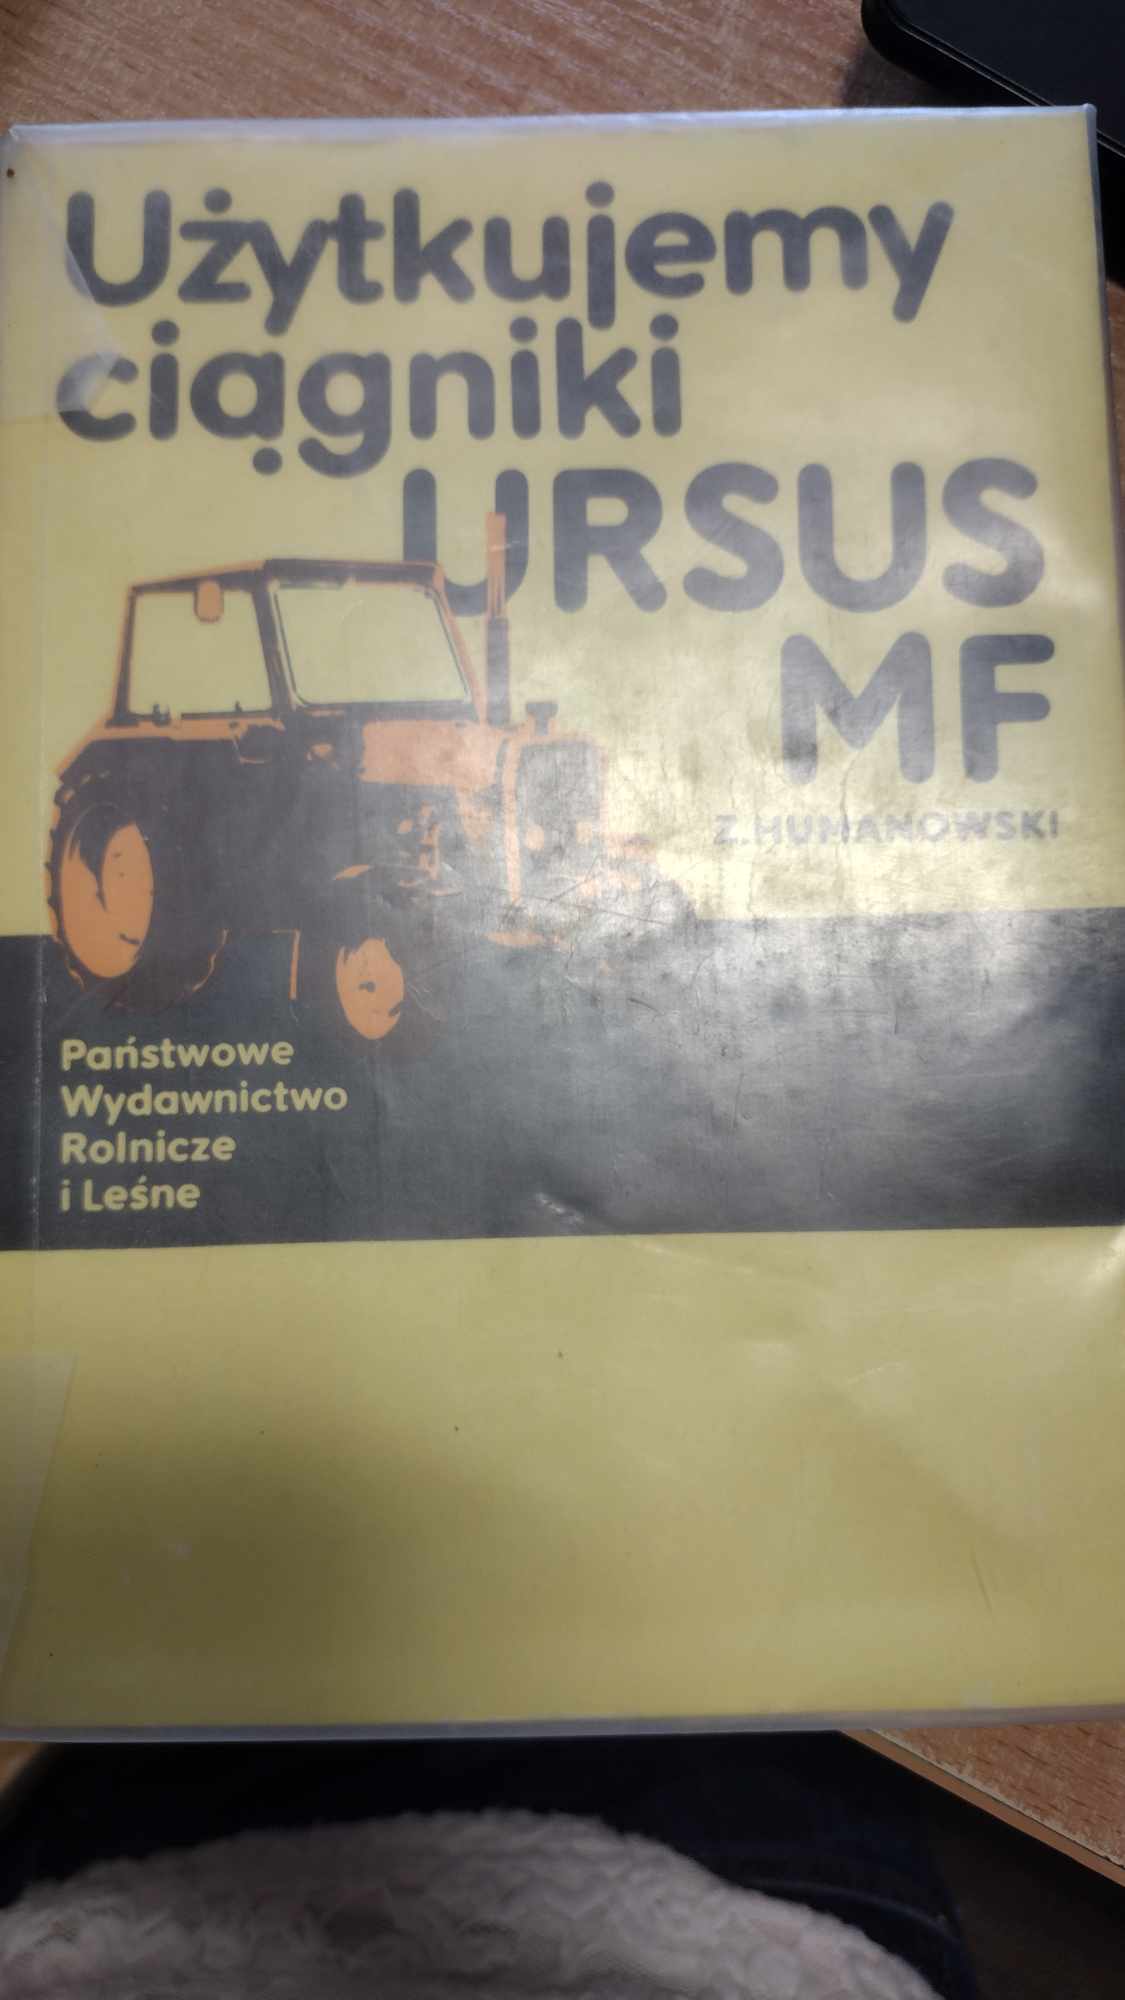 Użytkujemy
ciągniki
URSUS
MF
Z.HUMANOWSKI
Państwowe
Wydawnictwo
Rolnicze
i Leśne